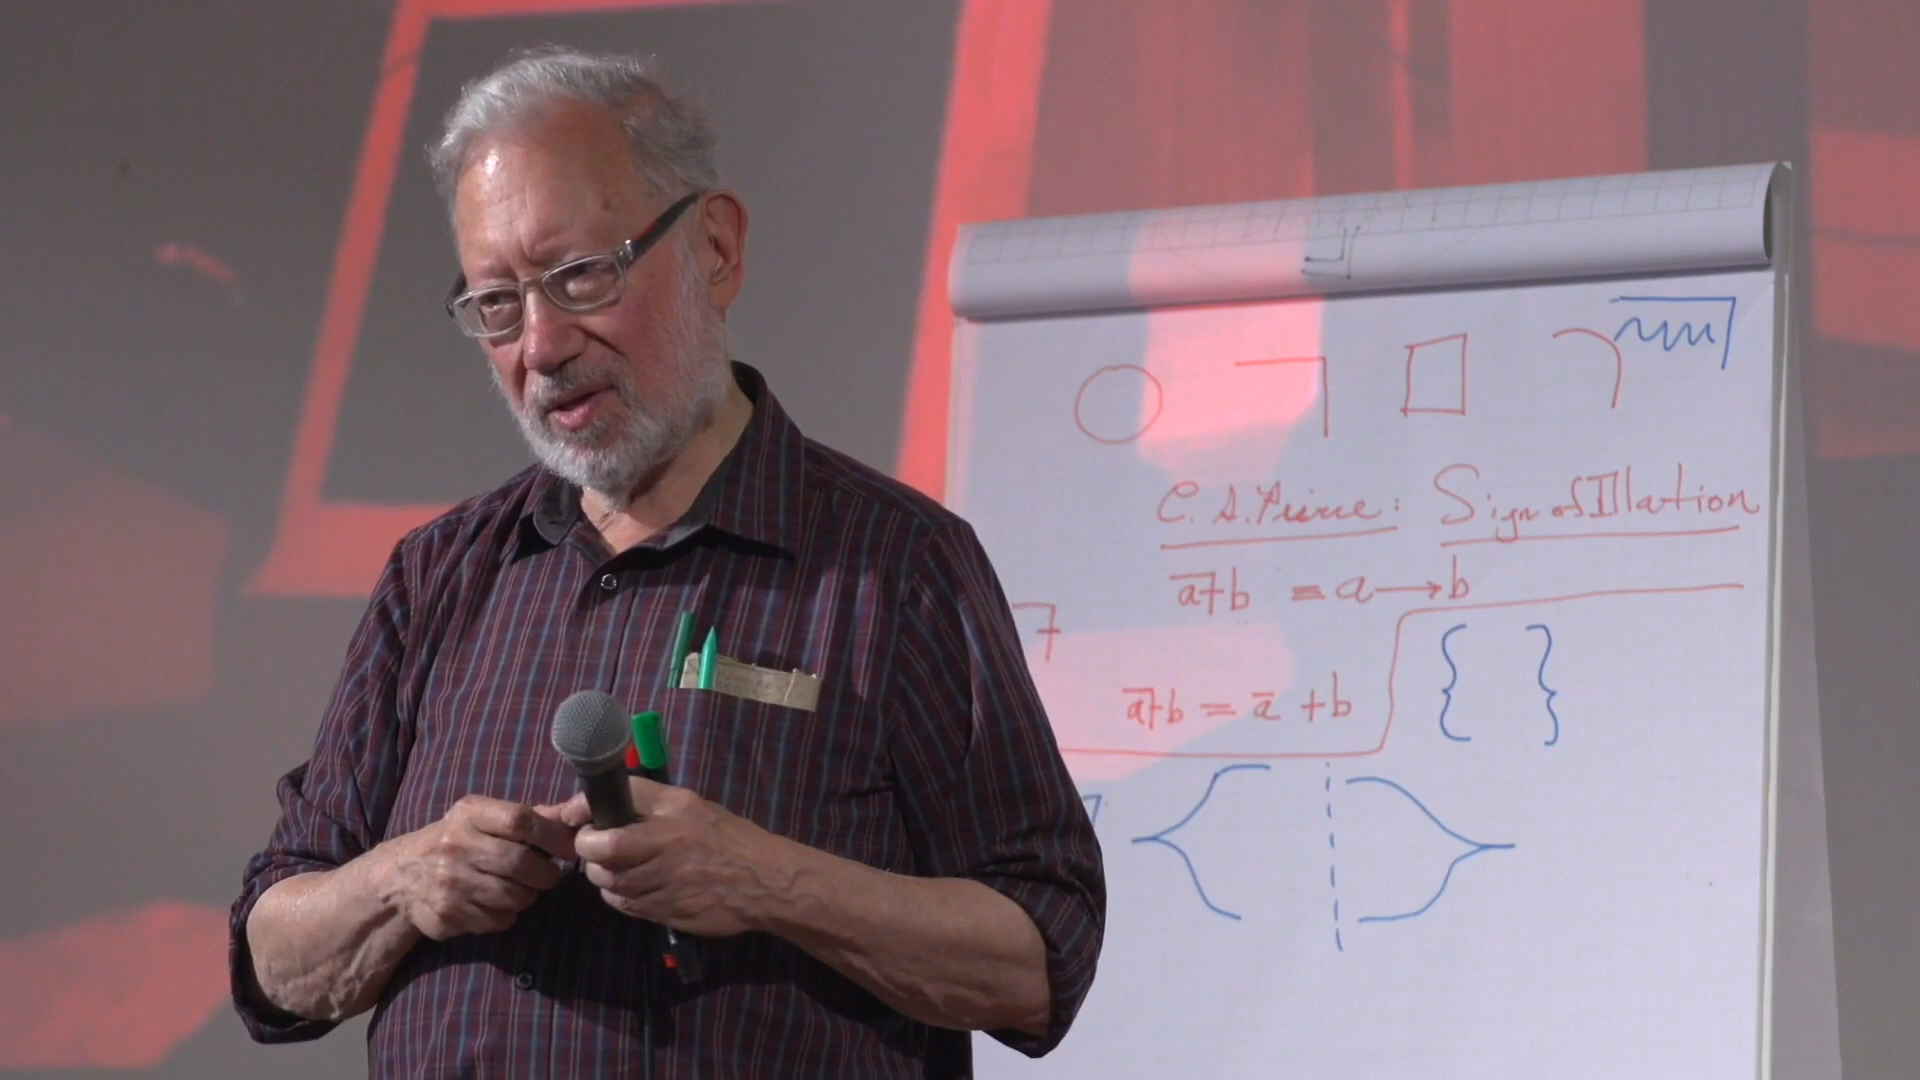 C. S. Peirce: Sign of Illation
a̅+b = a→b
a̅+b = a̅ +b
{ }